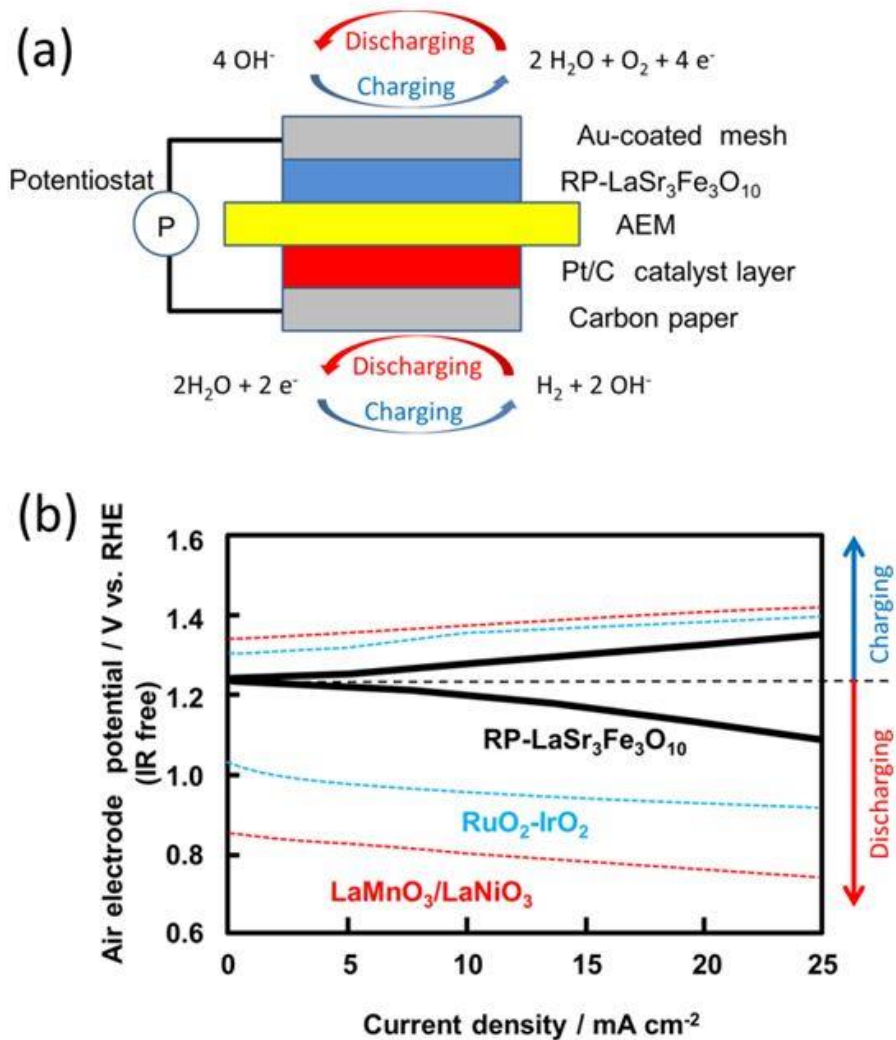 (a)
Discharging
4 OH⁻
2 H₂O + O₂ + 4 e⁻
Charging
Au-coated mesh
Potentiostat
RP-LaSr₃Fe₃O₁₀
P
AEM
Pt/C catalyst layer
Carbon paper
Discharging
2H₂O + 2 e⁻
H₂ + 2 OH⁻
Charging
(b)
Air electrode potential / V vs. RHE
(IR free)
1.6
1.4
1.2
1.0
0.8
0.6
Charging
Discharging
RP-LaSr₃Fe₃O₁₀
RuO₂-IrO₂
LaMnO₃/LaNiO₃
0 5 10 15 20 25
Current density / mA cm⁻²